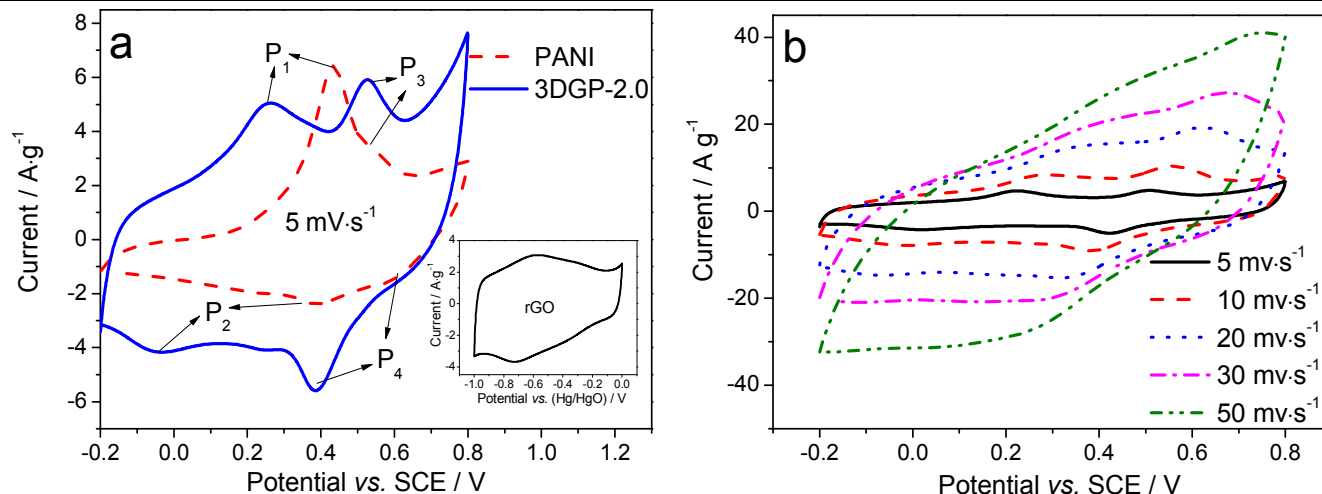 a
PANI
3DGP-2.0
P₁
P₃
P₂
P₄
5 mV·s⁻¹
8
6
4
2
0
-2
-4
-6
Current / A·g⁻¹
-0.2 0.0 0.2 0.4 0.6 0.8 1.0 1.2
Potential vs. SCE / V
rGO
4
2
0
-2
-4
Current / A·g⁻¹
-1.0 -0.8 -0.6 -0.4 -0.2 0.0
Potential vs. (Hg/HgO) / V
b
40
20
0
-20
-40
Current / A g⁻¹
5 mv·s⁻¹
10 mv·s⁻¹
20 mv·s⁻¹
30 mv·s⁻¹
50 mv·s⁻¹
-0.2 0.0 0.2 0.4 0.6 0.8
Potential vs. SCE / V